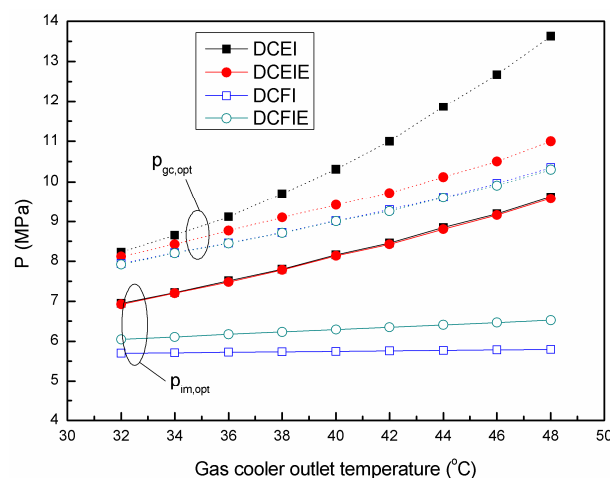 14
13
12
11
10
9
8
7
6
5
4
P (MPa)
DCEI
DCEIE
DCFI
DCFIE
pgc,opt
pim,opt
30 32 34 36 38 40 42 44 46 48 50
Gas cooler outlet temperature (°C)